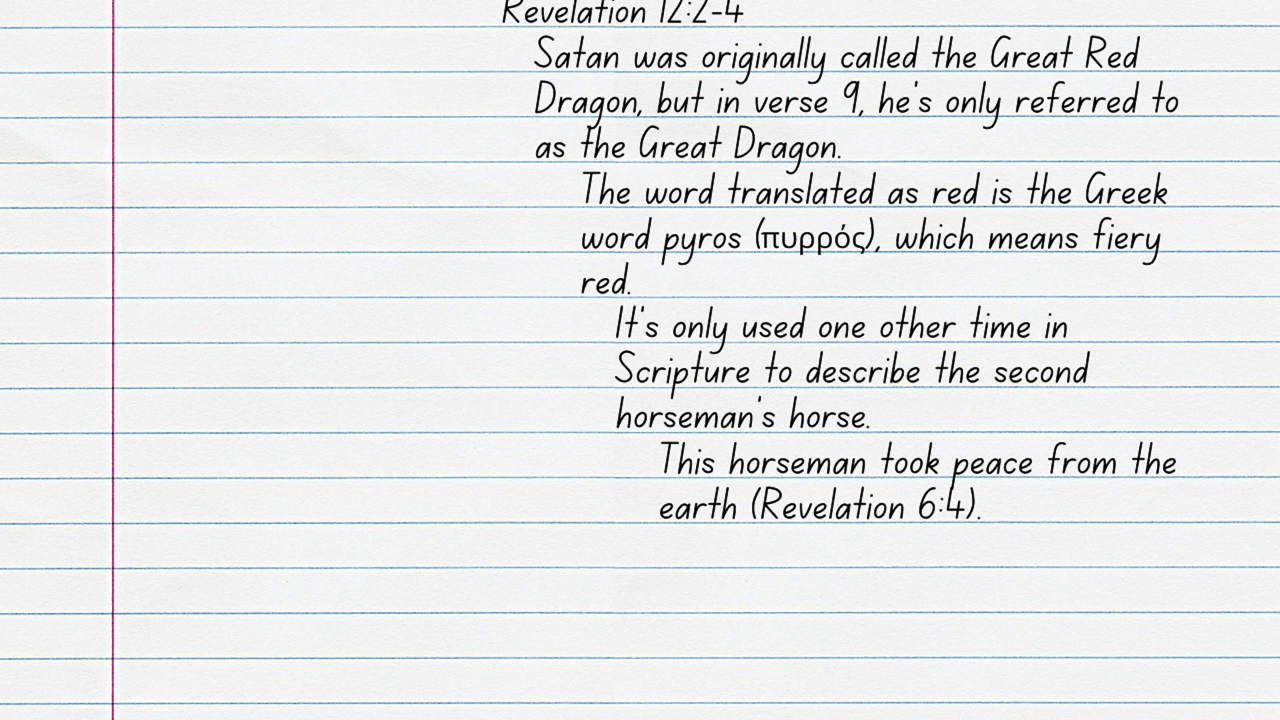 Revelation 12:2-4
Satan was originally called the Great Red
Dragon, but in verse 9, he's only referred to
as the Great Dragon.
The word translated as red is the Greek
word pyros (πυρρός), which means fiery
red.
It's only used one other time in
Scripture to describe the second
horseman's horse.
This horseman took peace from the
earth (Revelation 6:4).